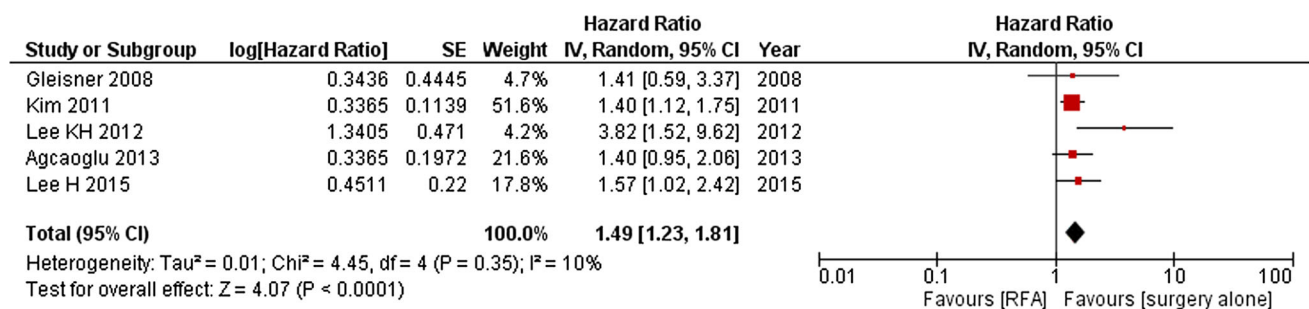 Hazard Ratio Hazard Ratio
Study or Subgroup log[Hazard Ratio] SE Weight IV, Random, 95% CI Year IV, Random, 95% CI
Gleisner 2008 0.3436 0.4445 4.7% 1.41 [0.59, 3.37] 2008
Kim 2011 0.3365 0.1139 51.6% 1.40 [1.12, 1.75] 2011
Lee KH 2012 1.3405 0.471 4.2% 3.82 [1.52, 9.62] 2012
Agcaoglu 2013 0.3365 0.1972 21.6% 1.40 [0.95, 2.06] 2013
Lee H 2015 0.4511 0.22 17.8% 1.57 [1.02, 2.42] 2015
Total (95% CI) 100.0% 1.49 [1.23, 1.81]
Heterogeneity: Tau² = 0.01; Chi² = 4.45, df = 4 (P = 0.35); I² = 10%
Test for overall effect: Z = 4.07 (P < 0.0001)
0.01 0.1 1 10 100
Favours [RFA] Favours [surgery alone]